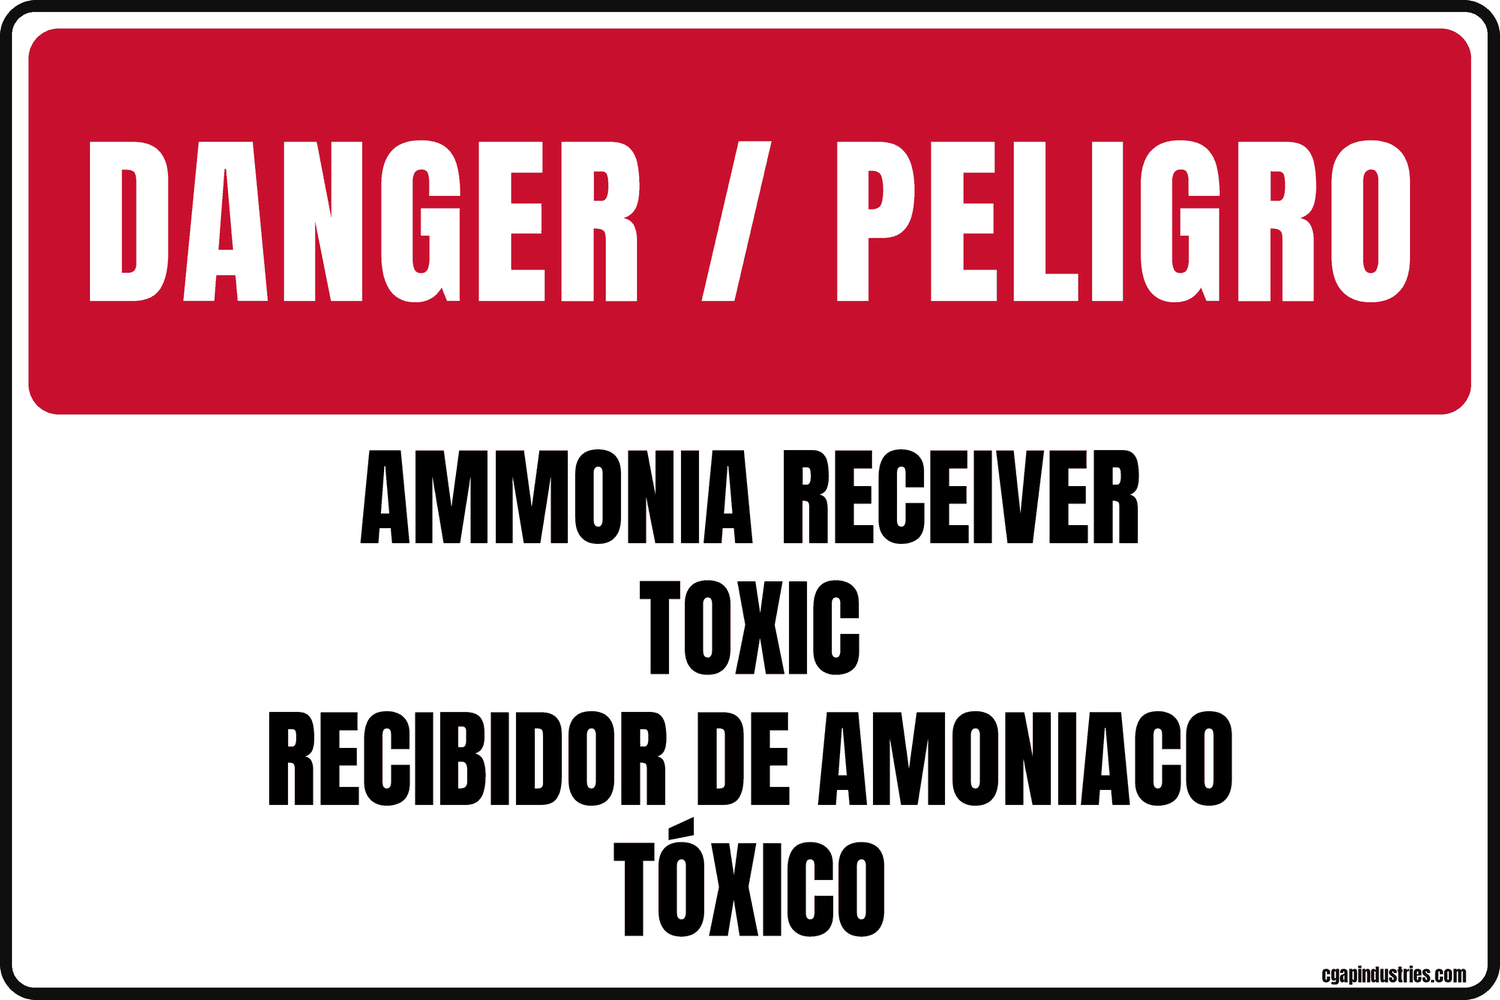 DANGER / PELIGRO
AMMONIA RECEIVER
TOXIC
RECIBIDOR DE AMONIACO
TÓXICO
cgapindustries.com